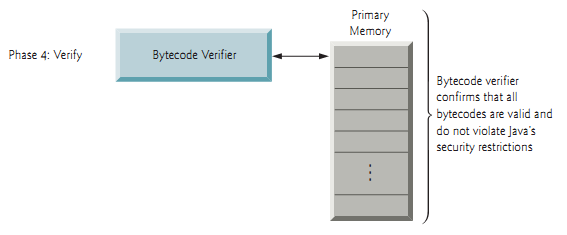 Primary
Memory
Phase 4: Verify
Bytecode Verifier
Bytecode verifier
confirms that all
bytecodes are valid and
do not violate Java's
security restrictions